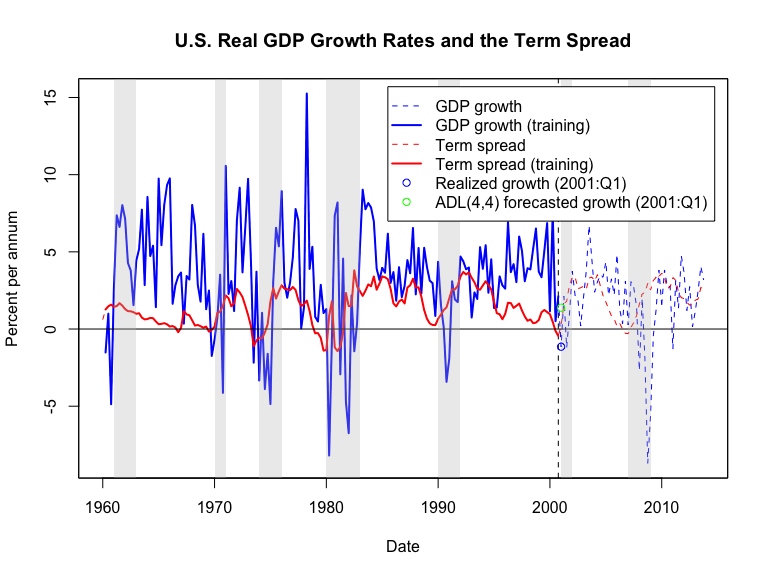 U.S. Real GDP Growth Rates and the Term Spread
GDP growth
GDP growth (training)
Term spread
Term spread (training)
Realized growth (2001:Q1)
ADL(4,4) forecasted growth (2001:Q1)
Percent per annum
15
10
5
0
-5
1960 1970 1980 1990 2000 2010
Date